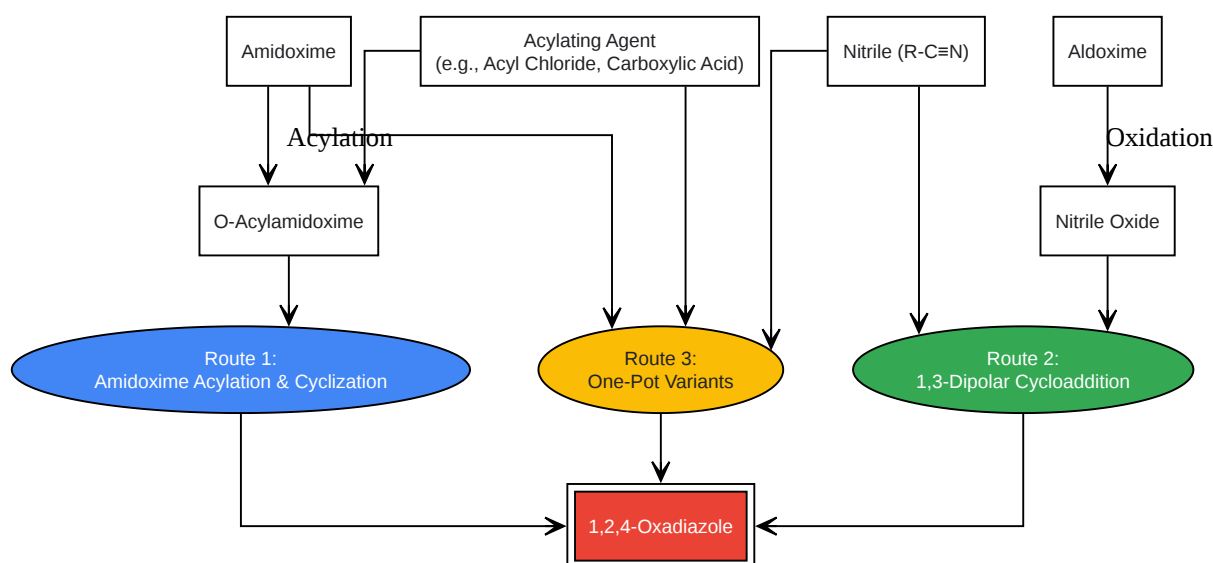 Amidoxime
Acylating Agent
(e.g., Acyl Chloride, Carboxylic Acid)
Nitrile (R-C≡N)
Aldoxime
Acylation
Oxidation
O-Acylamidoxime
Nitrile Oxide
Route 1:
Amidoxime Acylation & Cyclization
Route 3:
One-Pot Variants
Route 2:
1,3-Dipolar Cycloaddition
1,2,4-Oxadiazole